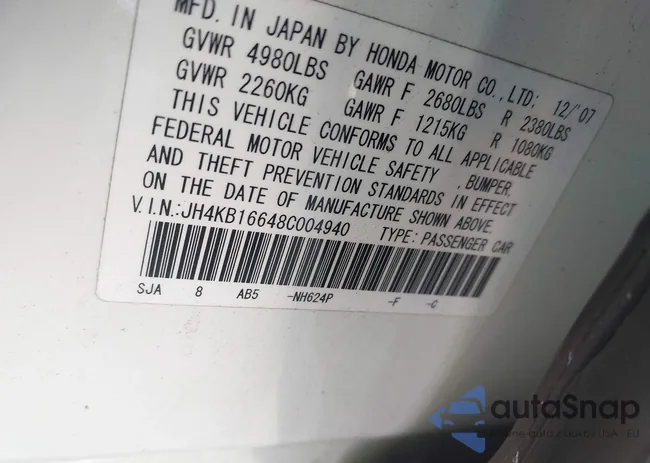 MFD. IN JAPAN BY HONDA MOTOR CO.,LTD; 12/'07
GVWR 4980LBS GAWR F 2680LBS R 2380LBS
GVWR 2260KG GAWR F 1215KG R 1080KG
THIS VEHICLE CONFORMS TO ALL APPLICABLE
FEDERAL MOTOR VEHICLE SAFETY ,BUMPER,
AND THEFT PREVENTION STANDARDS IN EFFECT
ON THE DATE OF MANUFACTURE SHOWN ABOVE.
V.I.N.:JH4KB16648C004940 TYPE: PASSENGER CAR
SJA 8 AB5 -NH624P -F -C
autoSnap